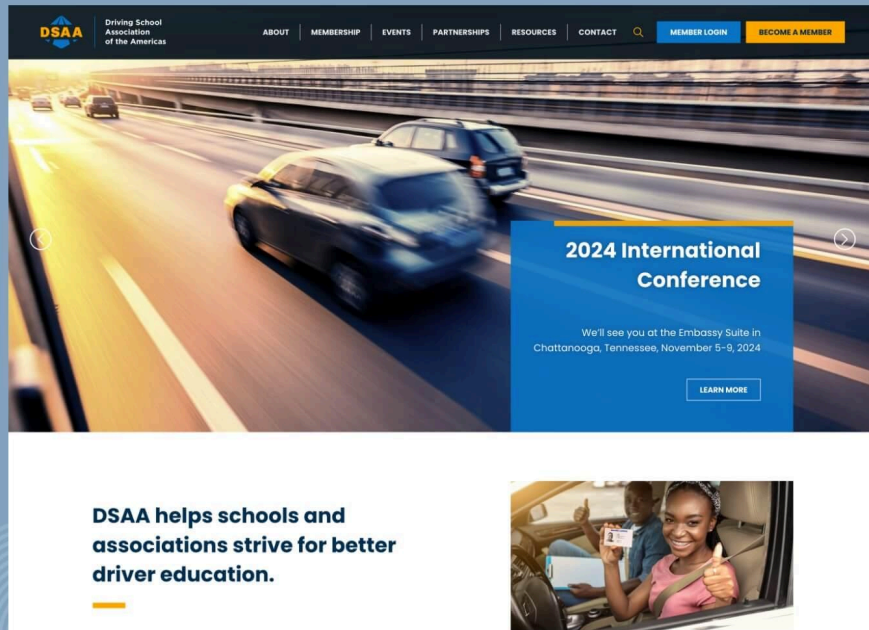 DSAA
Driving School
Association
of the Americas
ABOUT
MEMBERSHIP
EVENTS
PARTNERSHIPS
RESOURCES
CONTACT
MEMBER LOGIN
BECOME A MEMBER
2024 International
Conference
We'll see you at the Embassy Suite in
Chattanooga, Tennessee, November 5-9, 2024
LEARN MORE
DSAA helps schools and
associations strive for better
driver education.